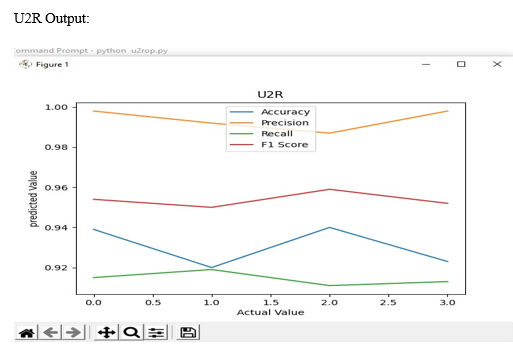 U2R Output:
ommand Prompt - python u2rop.py
Figure 1
U2R
Accuracy
Precision
Recall
F1 Score
1.00
0.98
0.96
0.94
0.92
predicted Value
0.0 0.5 1.0 1.5 2.0 2.5 3.0
Actual Value